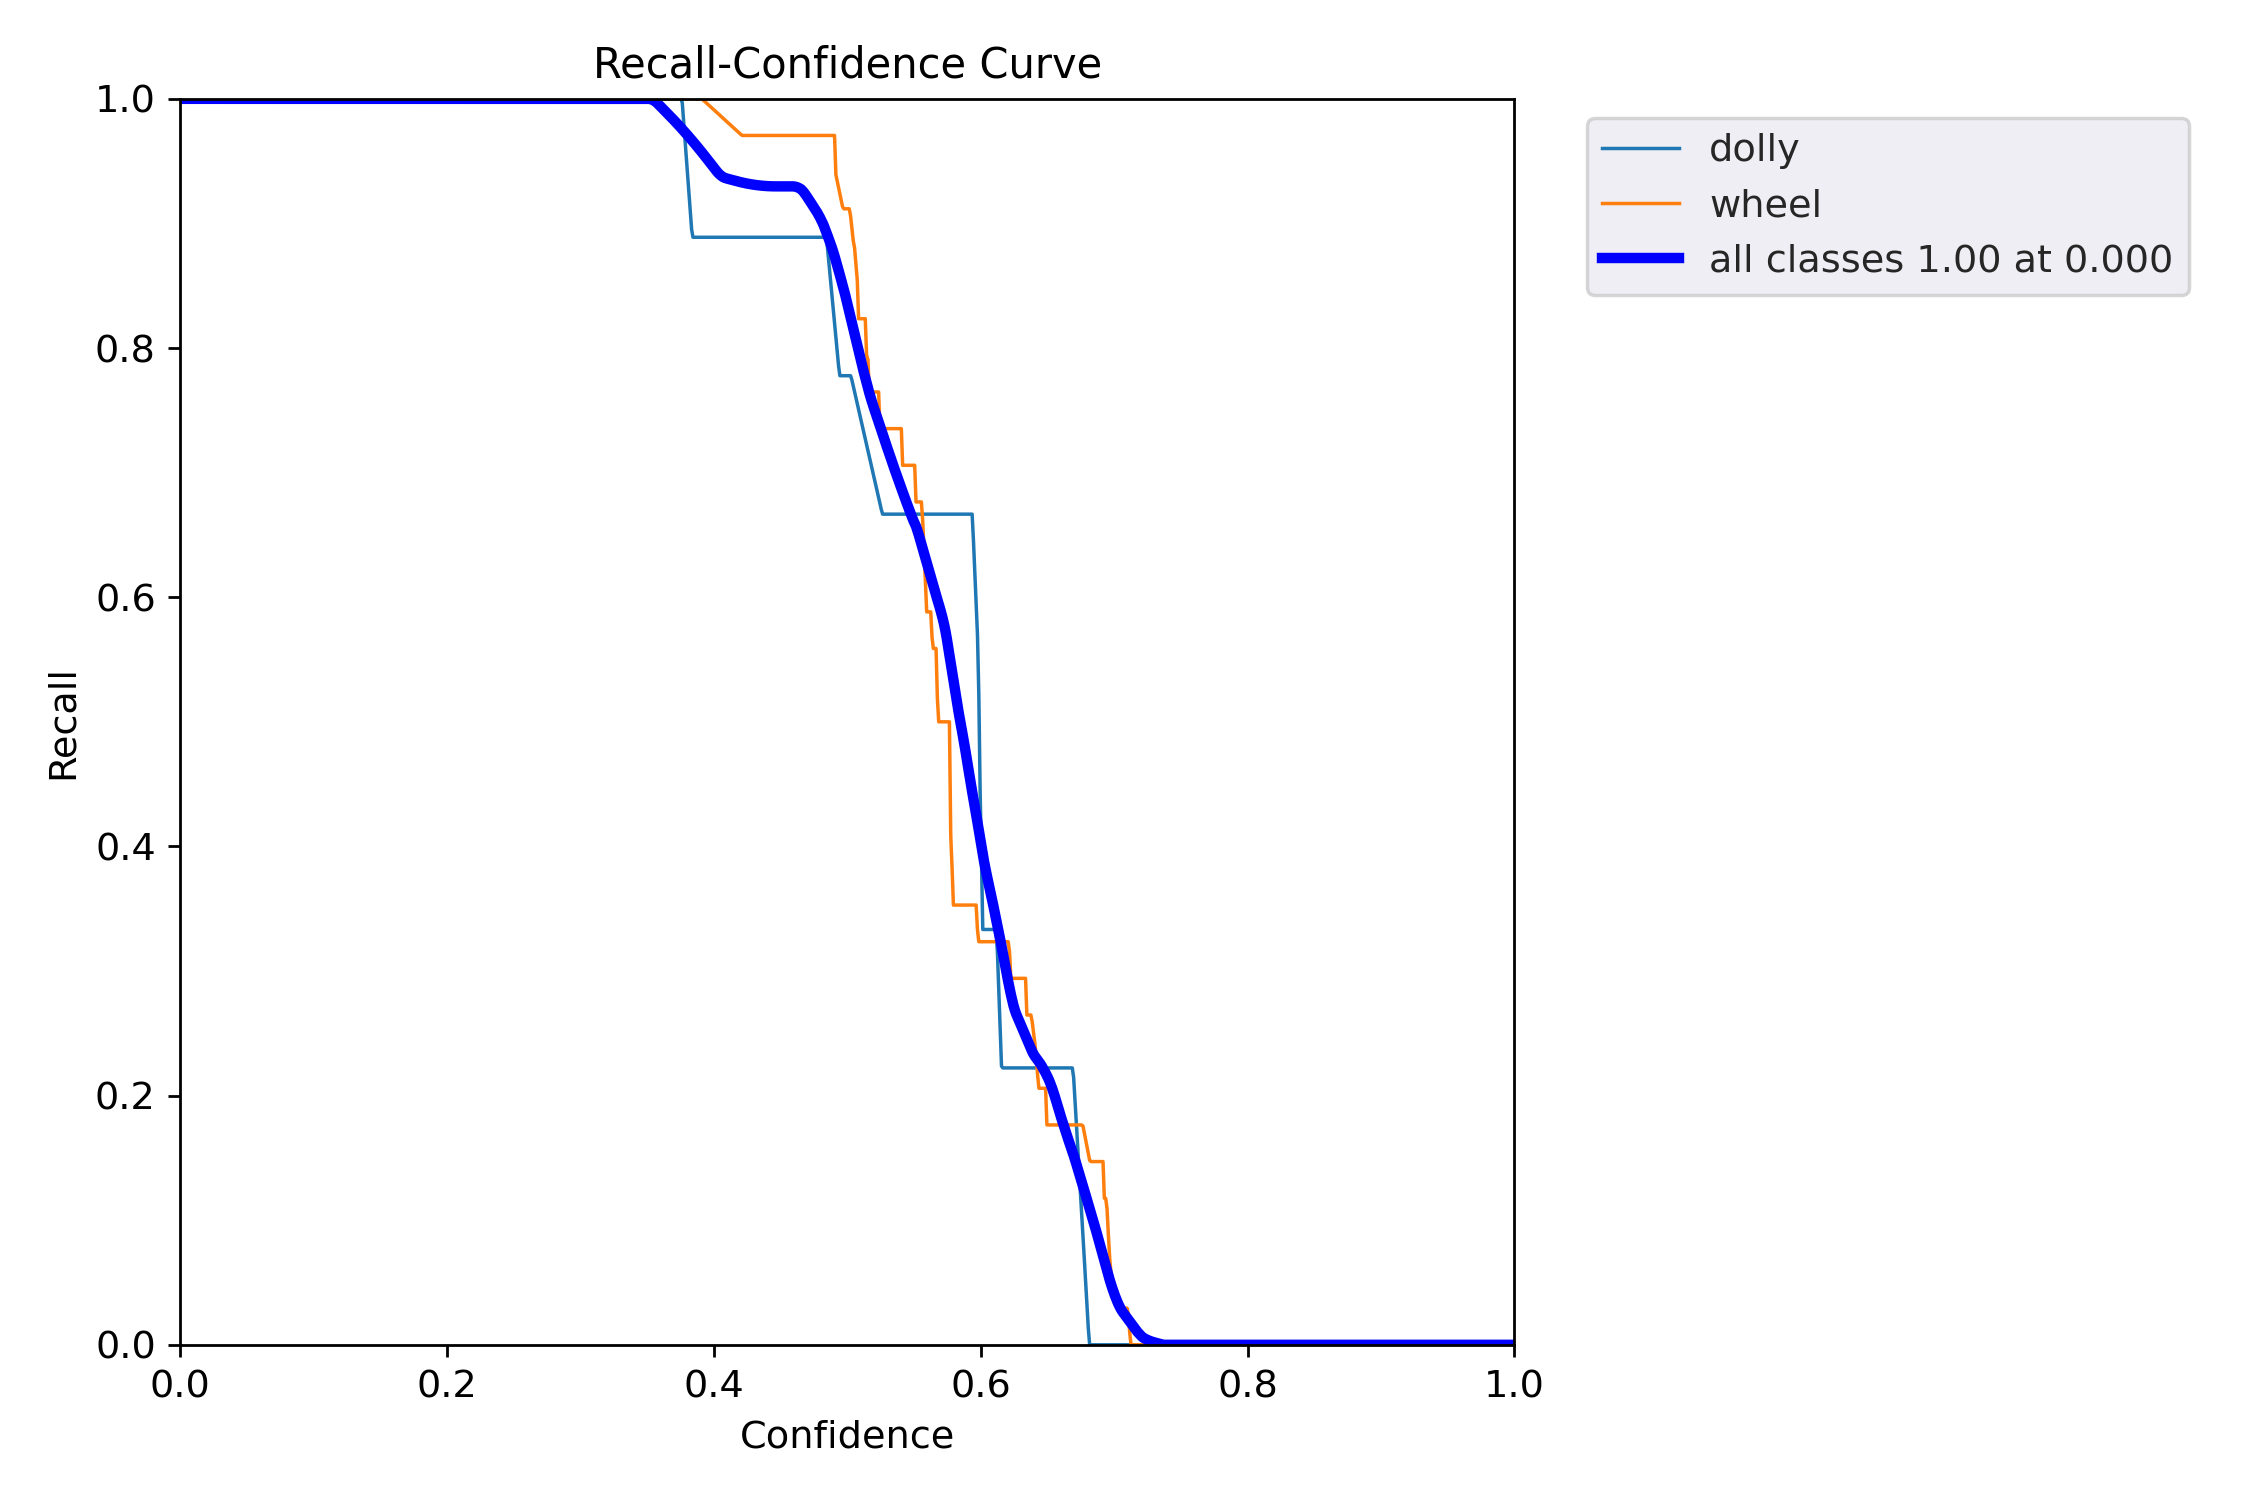 Recall-Confidence Curve
1.0
0.8
0.6
0.4
0.2
0.0
Recall
0.0 0.2 0.4 0.6 0.8 1.0
Confidence
dolly
wheel
all classes 1.00 at 0.000